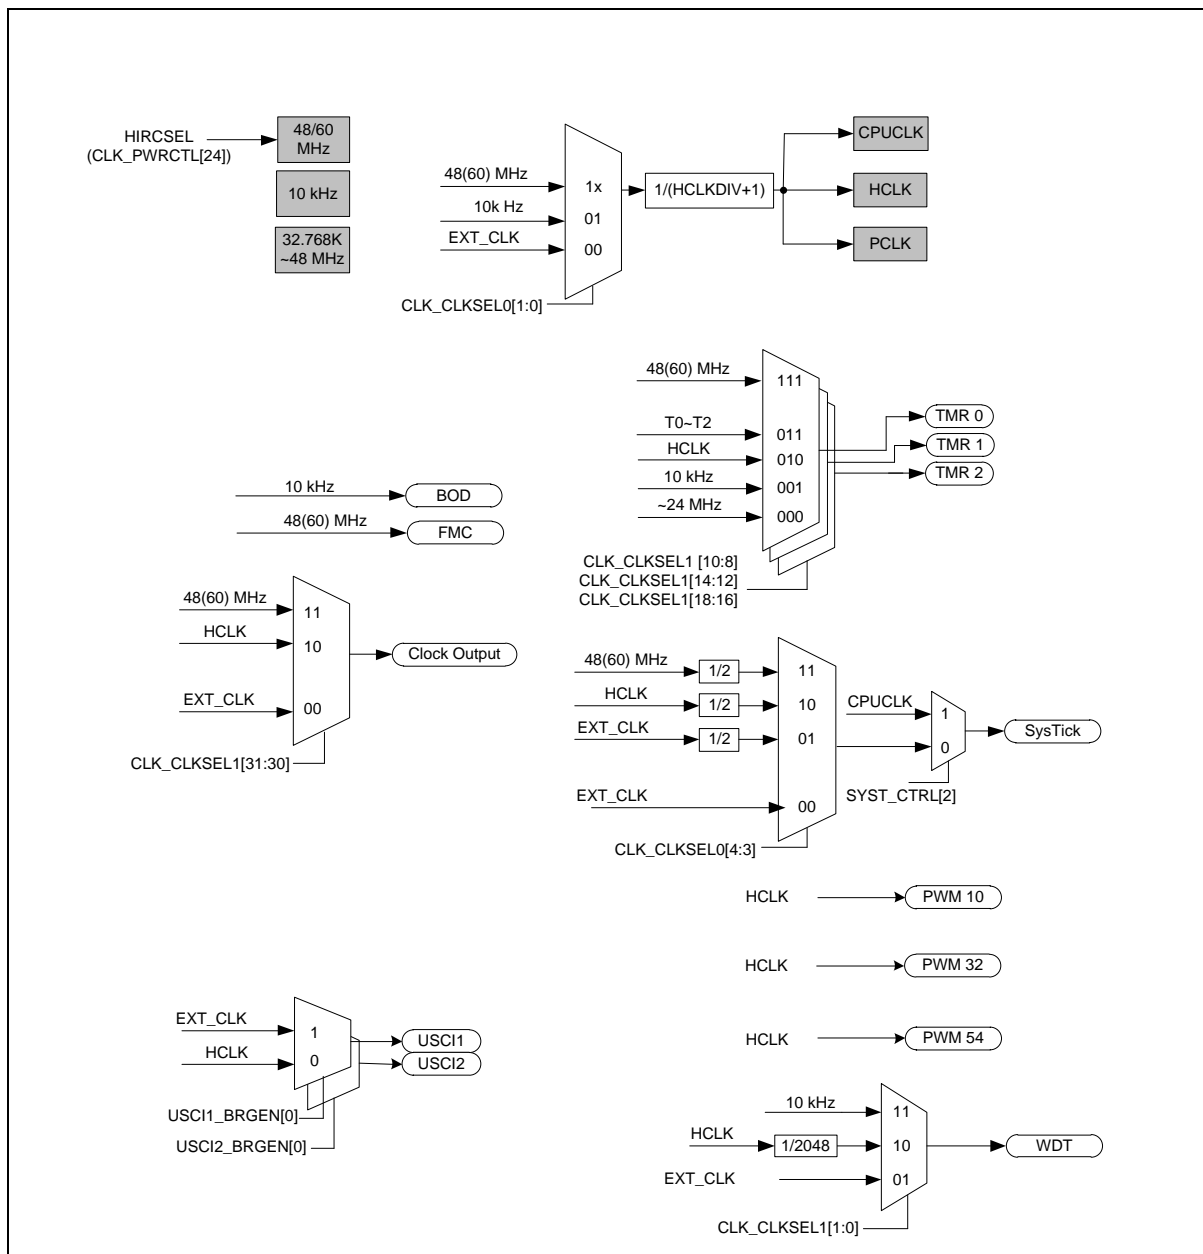 HIRCSEL
(CLK_PWRCTL[24])
48/60
MHz
10 kHz
32.768K
~48 MHz
48(60) MHz
10k Hz
EXT_CLK
1x
01
00
CLK_CLKSEL0[1:0]
1/(HCLKDIV+1)
CPUCLK
HCLK
PCLK
48(60) MHz
T0~T2
HCLK
10 kHz
~24 MHz
111
011
010
001
000
TMR 0
TMR 1
TMR 2
CLK_CLKSEL1 [10:8]
CLK_CLKSEL1[14:12]
CLK_CLKSEL1[18:16]
10 kHz
BOD
48(60) MHz
FMC
48(60) MHz
HCLK
EXT_CLK
11
10
00
Clock Output
CLK_CLKSEL1[31:30]
48(60) MHz
1/2
HCLK
1/2
EXT_CLK
1/2
EXT_CLK
11
10
01
00
CLK_CLKSEL0[4:3]
CPUCLK
1
0
SYST_CTRL[2]
SysTick
HCLK
PWM 10
HCLK
PWM 32
HCLK
PWM 54
EXT_CLK
HCLK
1
0
USCI1
USCI2
USCI1_BRGEN[0]
USCI2_BRGEN[0]
10 kHz
HCLK
1/2048
EXT_CLK
11
10
01
WDT
CLK_CLKSEL1[1:0]